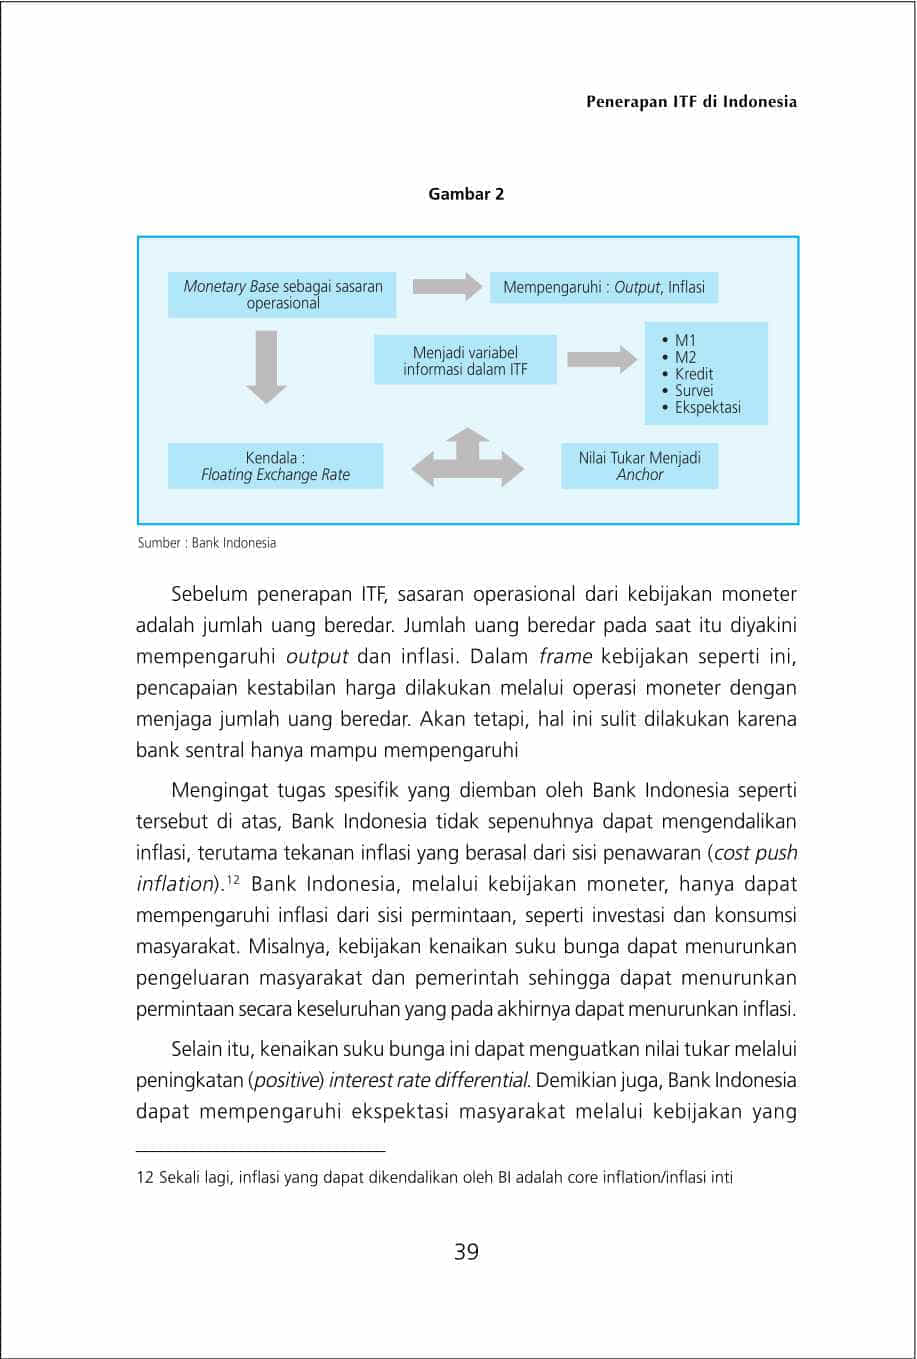 Penerapan ITF di Indonesia
Gambar 2
Monetary Base sebagai sasaran
operasional
Mempengaruhi : Output, Inflasi
Menjadi variabel
informasi dalam ITF
• M1
• M2
• Kredit
• Survei
• Ekspektasi
Kendala :
Floating Exchange Rate
Nilai Tukar Menjadi
Anchor
Sumber : Bank Indonesia
Sebelum penerapan ITF, sasaran operasional dari kebijakan moneter
adalah jumlah uang beredar. Jumlah uang beredar pada saat itu diyakini
mempengaruhi output dan inflasi. Dalam frame kebijakan seperti ini,
pencapaian kestabilan harga dilakukan melalui operasi moneter dengan
menjaga jumlah uang beredar. Akan tetapi, hal ini sulit dilakukan karena
bank sentral hanya mampu mempengaruhi
Mengingat tugas spesifik yang diemban oleh Bank Indonesia seperti
tersebut di atas, Bank Indonesia tidak sepenuhnya dapat mengendalikan
inflasi, terutama tekanan inflasi yang berasal dari sisi penawaran (cost push
inflation).¹² Bank Indonesia, melalui kebijakan moneter, hanya dapat
mempengaruhi inflasi dari sisi permintaan, seperti investasi dan konsumsi
masyarakat. Misalnya, kebijakan kenaikan suku bunga dapat menurunkan
pengeluaran masyarakat dan pemerintah sehingga dapat menurunkan
permintaan secara keseluruhan yang pada akhirnya dapat menurunkan inflasi.
Selain itu, kenaikan suku bunga ini dapat menguatkan nilai tukar melalui
peningkatan (positive) interest rate differential. Demikian juga, Bank Indonesia
dapat mempengaruhi ekspektasi masyarakat melalui kebijakan yang
12 Sekali lagi, inflasi yang dapat dikendalikan oleh BI adalah core inflation/inflasi inti
39